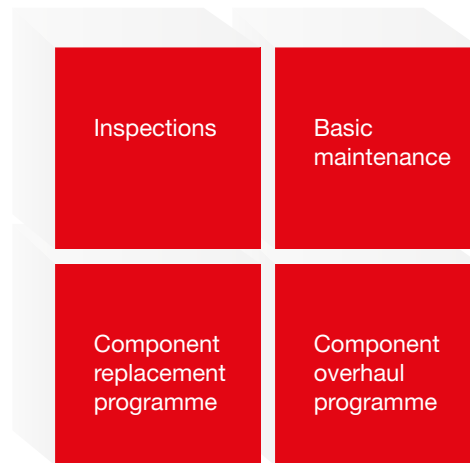 Inspections
Basic
maintenance
Component
replacement
programme
Component
overhaul
programme